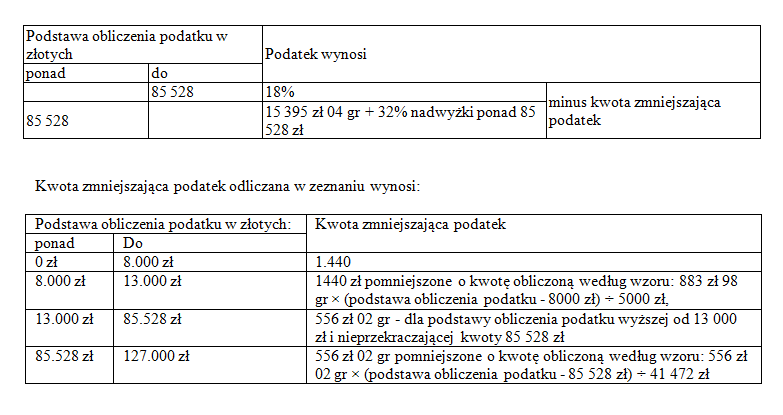 Podstawa obliczenia podatku w
złotych
Podatek wynosi
ponad do
85 528 18%
minus kwota zmniejszająca
podatek
85 528
15 395 zł 04 gr + 32% nadwyżki ponad 85
528 zł
Kwota zmniejszająca podatek odliczana w zeznaniu wynosi:
Podstawa obliczenia podatku w złotych: Kwota zmniejszająca podatek
ponad Do
0 zł 8.000 zł 1.440
8.000 zł 13.000 zł 1440 zł pomniejszone o kwotę obliczoną według wzoru: 883 zł 98
gr × (podstawa obliczenia podatku - 8000 zł) ÷ 5000 zł,
13.000 zł 85.528 zł 556 zł 02 gr - dla podstawy obliczenia podatku wyższej od 13 000
zł i nieprzekraczającej kwoty 85 528 zł
85.528 zł 127.000 zł 556 zł 02 gr pomniejszone o kwotę obliczoną według wzoru: 556 zł
02 gr × (podstawa obliczenia podatku - 85 528 zł) ÷ 41 472 zł